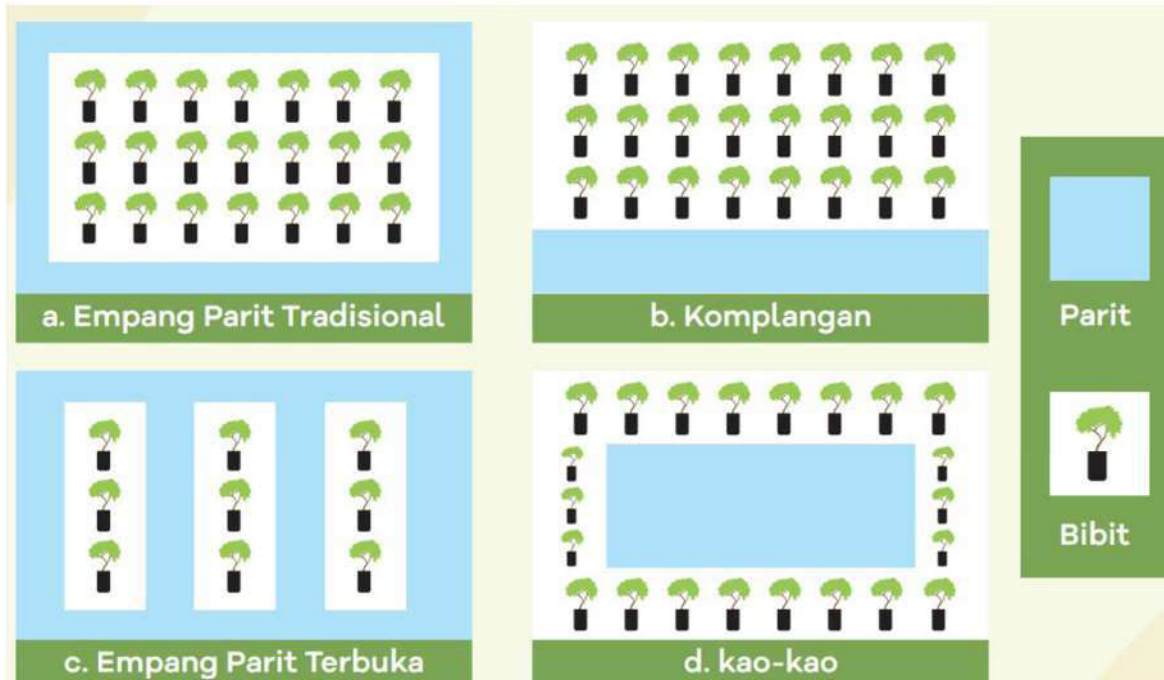 a. Empang Parit Tradisional
b. Komplangan
Parit
c. Empang Parit Terbuka
d. kao-kao
Bibit